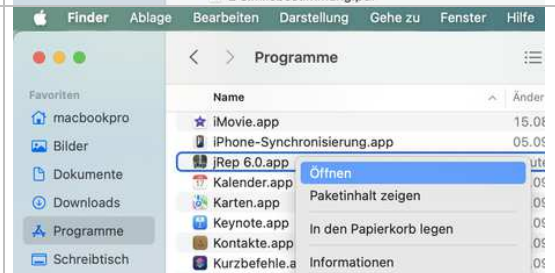 Finder Ablage Bearbeiten Darstellung Gehe zu Fenster Hilfe
Programme
Favoriten
Name
macbookpro
iMovie.app
15.08
Bilder
iPhone-Synchronisierung.app
05.09
Dokumente
jRep 6.0.app
Öffnen
Downloads
Kalender.app
Paketinhalt zeigen
Karten.app
Programme
Keynote.app
In den Papierkorb legen
Kontakte.app
Schreibtisch
Kurzbefehle.a
Informationen